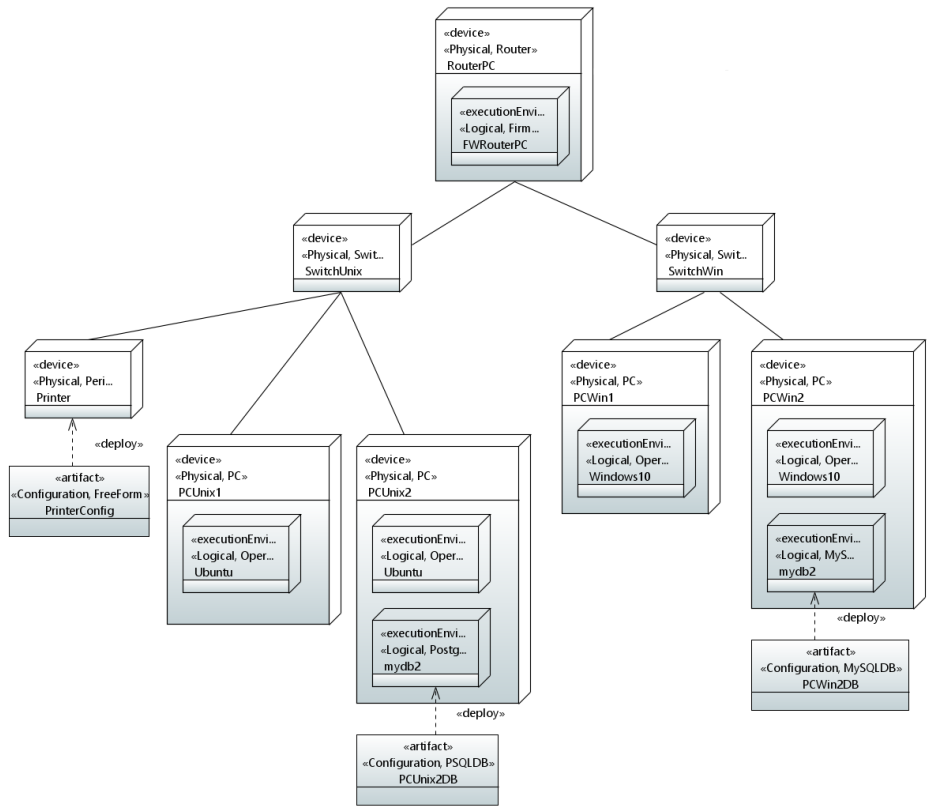 «device»
«Physical, Router»
RouterPC
«executionEnvi...
«Logical, Firm...
FWRouterPC
«device»
«Physical, Swit...
SwitchUnix
«device»
«Physical, Swit...
SwitchWin
«device»
«Physical, Peri...
Printer
«deploy»
«artifact»
«Configuration, FreeForm»
PrinterConfig
«device»
«Physical, PC»
PCUnix1
«executionEnvi...
«Logical, Oper...
Ubuntu
«device»
«Physical, PC»
PCUnix2
«executionEnvi...
«Logical, Oper...
Ubuntu
«executionEnvi...
«Logical, Postg...
mydb2
«deploy»
«artifact»
«Configuration, PSQLDB»
PCUnix2DB
«device»
«Physical, PC»
PCWin1
«executionEnvi...
«Logical, Oper...
Windows10
«device»
«Physical, PC»
PCWin2
«executionEnvi...
«Logical, Oper...
Windows10
«executionEnvi...
«Logical, MyS...
mydb2
«deploy»
«artifact»
«Configuration, MySQLDB»
PCWin2DB